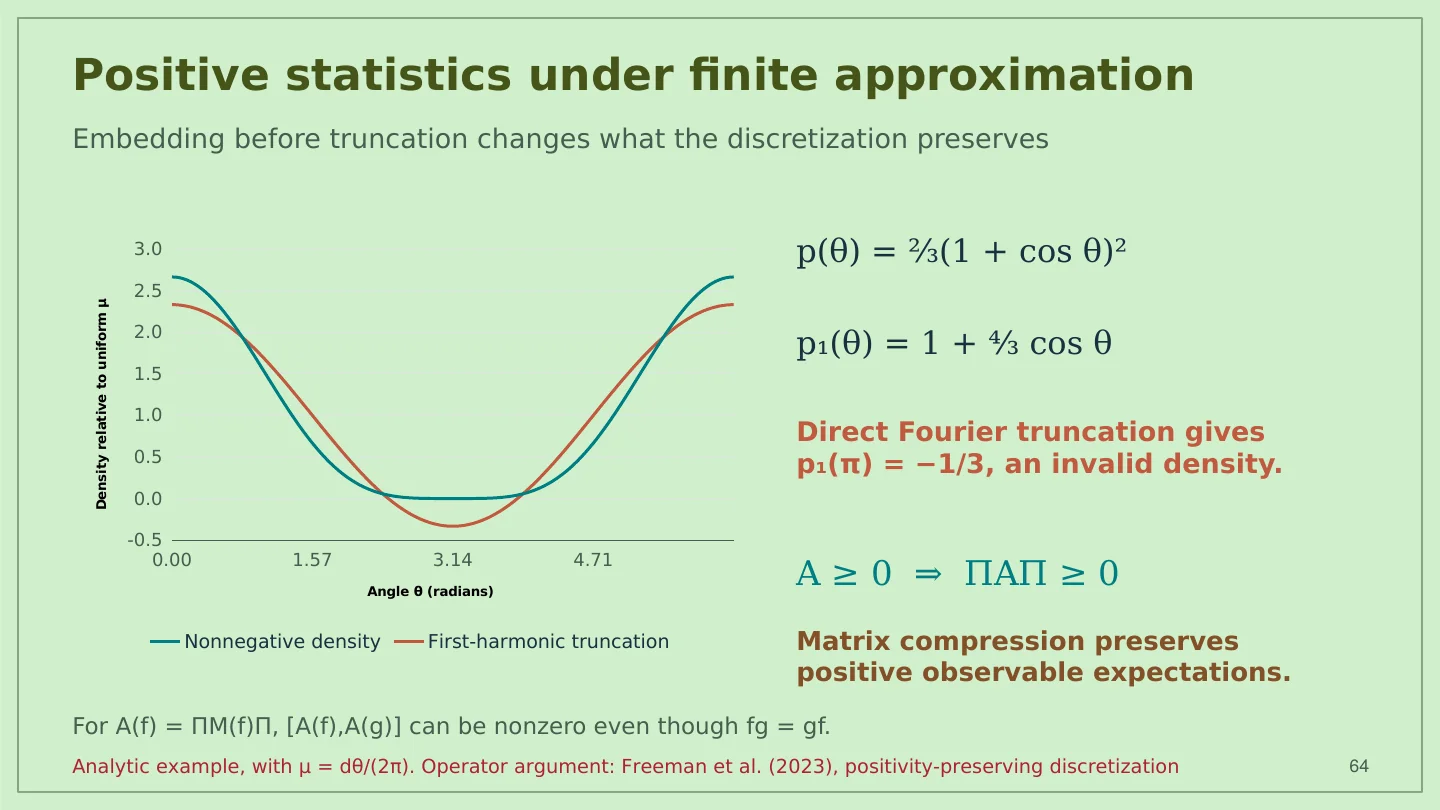 Positive statistics under finite approximation
Embedding before truncation changes what the discretization preserves
3.0
2.5
2.0
1.5
1.0
0.5
0.0
-0.5
0.00 1.57 3.14 4.71
Density relative to uniform μ
Angle θ (radians)
Nonnegative density First-harmonic truncation
p(θ) = ⅔(1 + cos θ)²
p₁(θ) = 1 + ⁴⁄₃ cos θ
Direct Fourier truncation gives
p₁(π) = −1/3, an invalid density.
A ≥ 0 ⇒ ΠAΠ ≥ 0
Matrix compression preserves
positive observable expectations.
For A(f) = ΠM(f)Π, [A(f),A(g)] can be nonzero even though fg = gf.
Analytic example, with μ = dθ/(2π). Operator argument: Freeman et al. (2023), positivity-preserving discretization
64